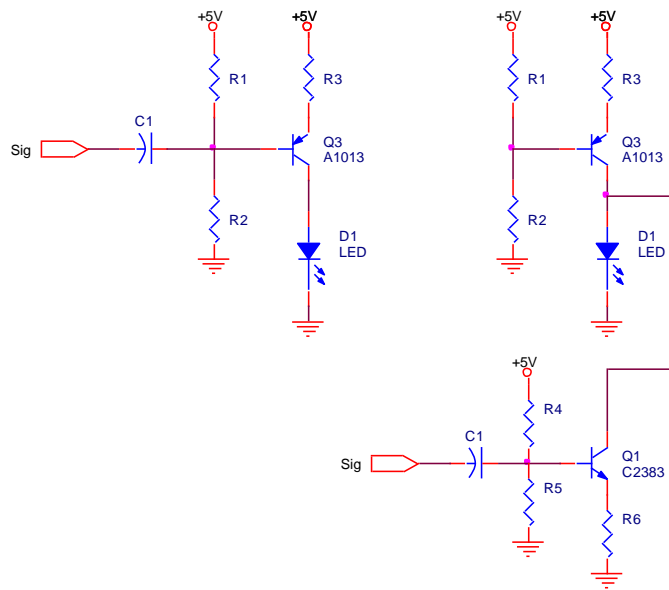 +5V
+5V
R1
R3
C1
Sig
Q3
A1013
R2
D1
LED
+5V
+5V
R1
R3
Q3
A1013
R2
D1
LED
+5V
R4
C1
Sig
Q1
C2383
R5
R6